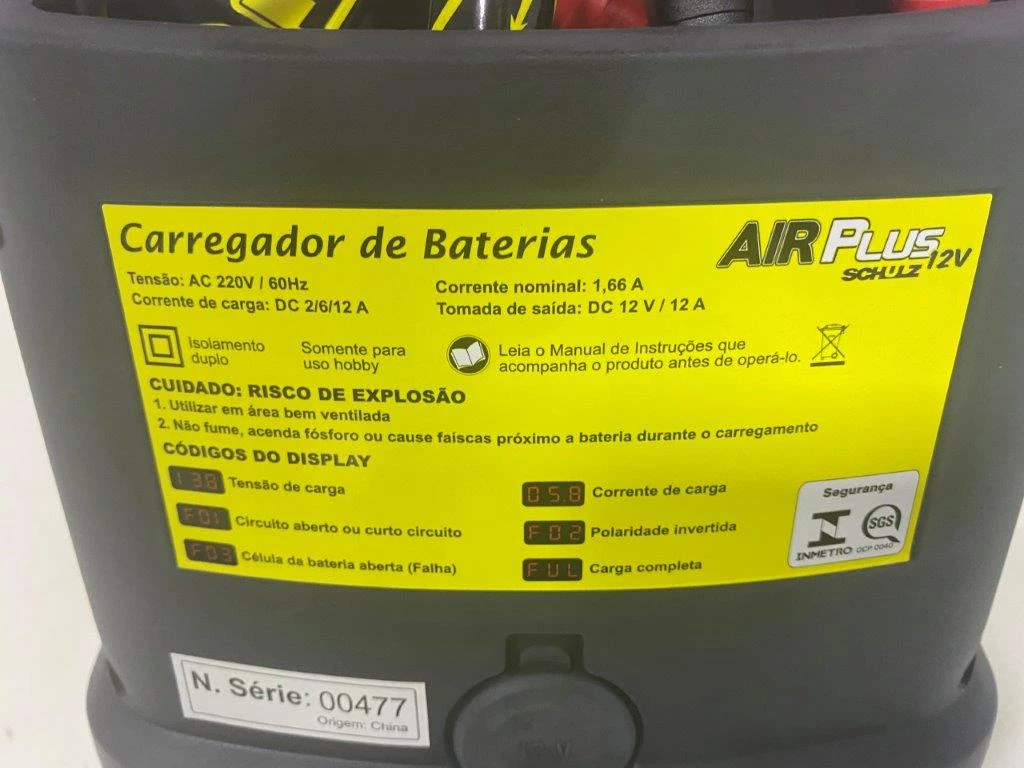 Carregador de Baterias
AIR PLUS
SCHULZ 12V
Tensão: AC 220V / 60Hz
Corrente nominal: 1,66 A
Corrente de carga: DC 2/6/12 A
Tomada de saída: DC 12 V / 12 A
Isolamento
duplo
Somente para
uso hobby
Leia o Manual de Instruções que
acompanha o produto antes de operá-lo.
CUIDADO: RISCO DE EXPLOSÃO
1. Utilizar em área bem ventilada
2. Não fume, acenda fósforo ou cause faíscas próximo a bateria durante o carregamento
CÓDIGOS DO DISPLAY
13.8 Tensão de carga
05.8 Corrente de carga
F01 Circuito aberto ou curto circuito
F02 Polaridade invertida
F03 Célula da bateria aberta (Falha)
FUL Carga completa
Segurança
SGS
INMETRO OCP 0040
N. Série: 00477
Origem: China
12 V